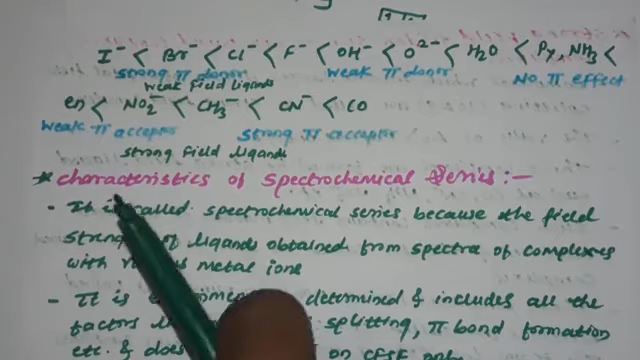 I⁻ < Br⁻ < Cl⁻ < F⁻ < OH⁻ < O²⁻ < H₂O < Py, NH₃ <
strong π donor weak π donor No π effect
weak field ligands
en < NO₂⁻ < CH₃⁻ < CN⁻ < CO
weak π acceptor strong π acceptor
strong field ligands
* characteristics of spectrochemical Series:-
- It is called spectrochemical series because the field
of ligands obtained from spectra of complexes
with metal ions
- It is determined & includes all the
factors splitting, π bond formation
etc. & does on CFSE only